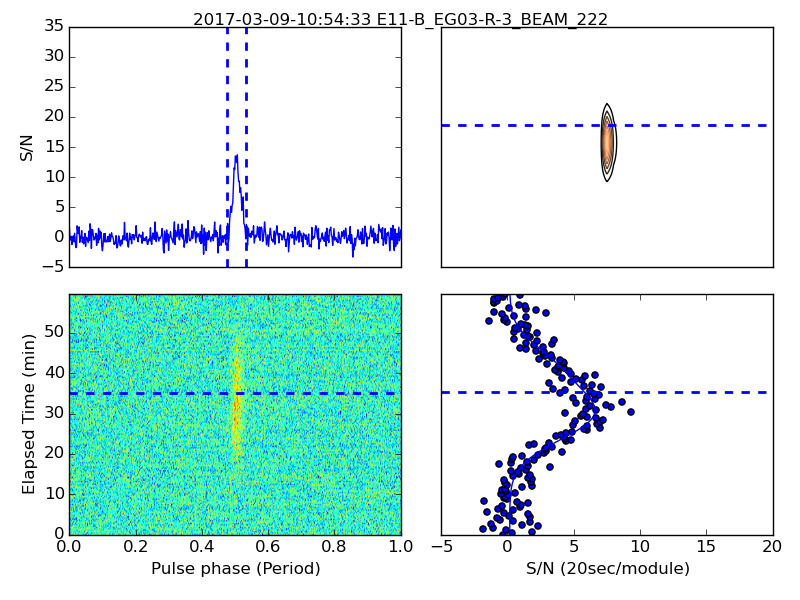 2017-03-09-10:54:33 E11-B_EG03-R-3_BEAM_222
35
30
25
20
15
10
5
0
−5
S/N
50
40
30
20
10
0
Elapsed Time (min)
0.0 0.2 0.4 0.6 0.8 1.0
Pulse phase (Period)
−5 0 5 10 15 20
S/N (20sec/module)